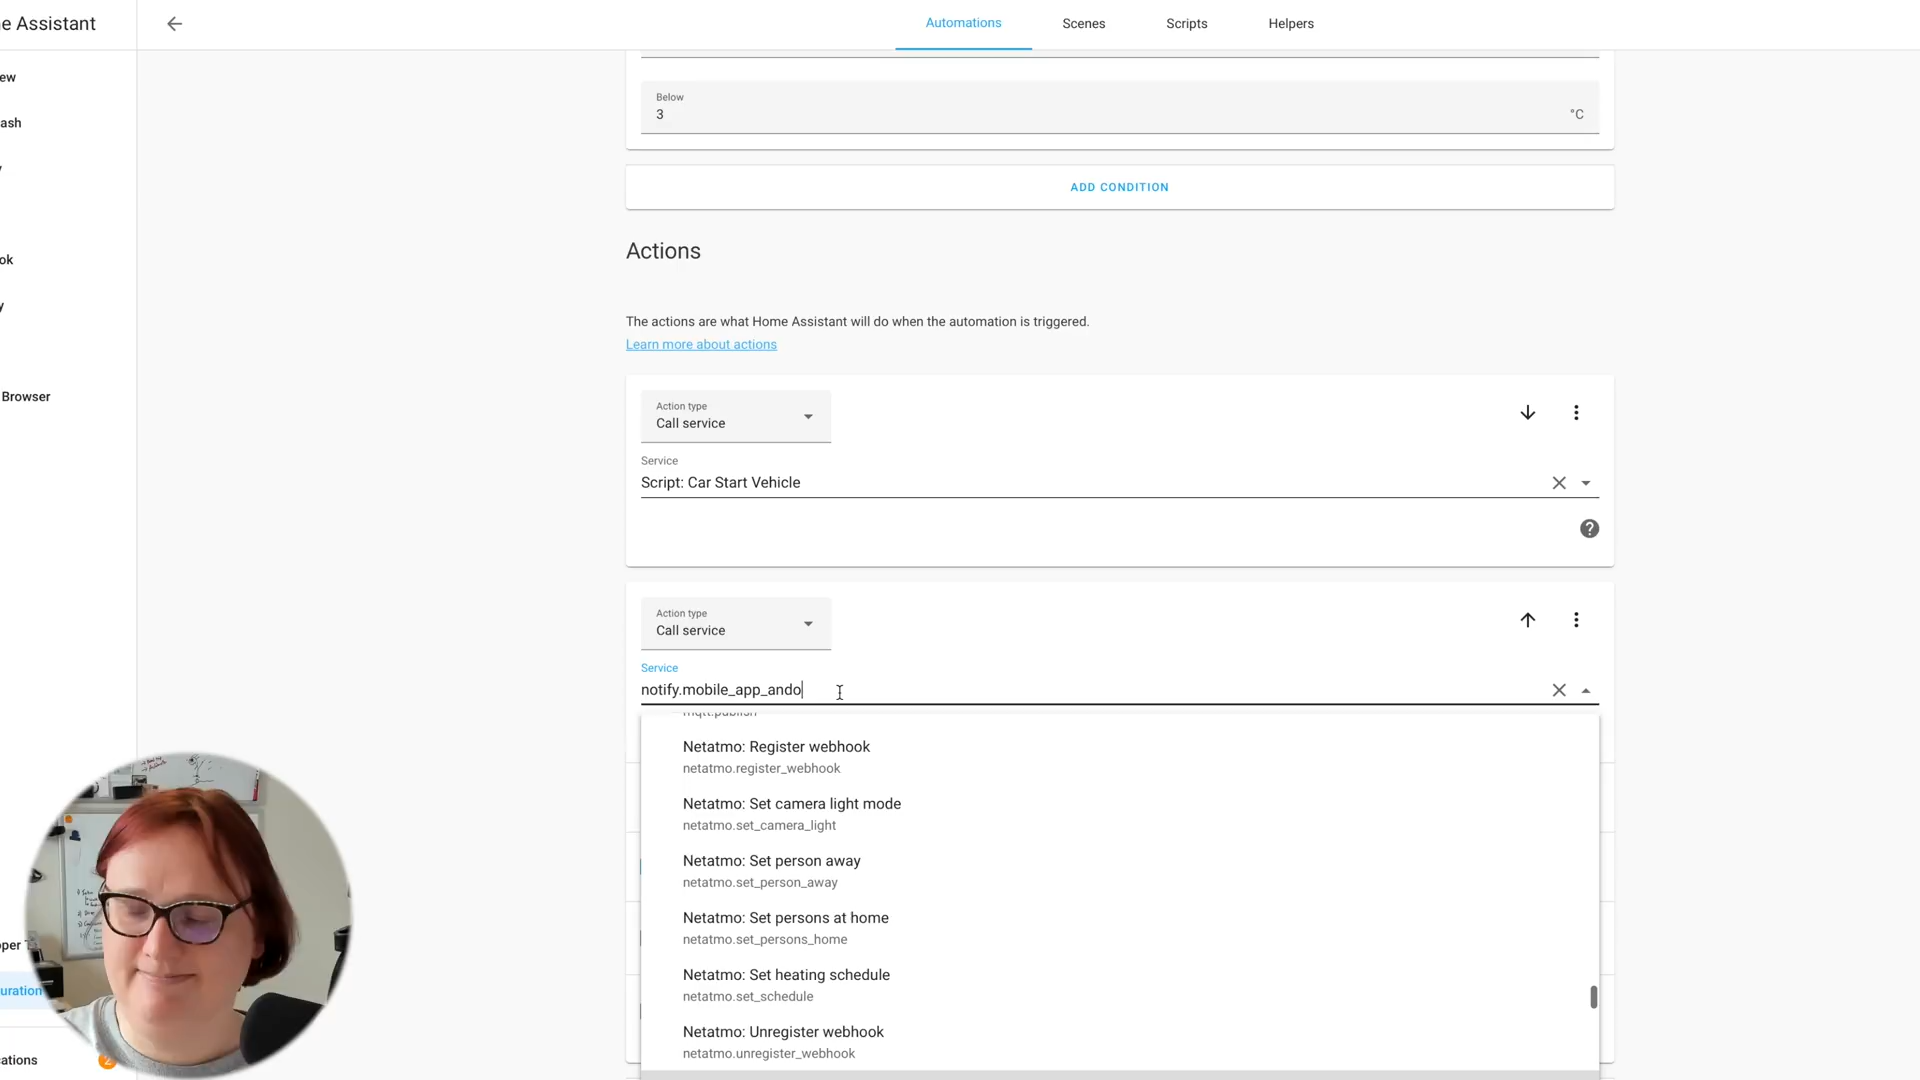 e Assistant
Automations
Scenes
Scripts
Helpers
ew
ash
y
ok
y
Browser
oper T
uration
cations
2
Below
3
°C
ADD CONDITION
Actions
The actions are what Home Assistant will do when the automation is triggered.
Learn more about actions
Action type
Call service
Service
Script: Car Start Vehicle
Action type
Call service
Service
notify.mobile_app_ando
mqtt.publish
Netatmo: Register webhook
netatmo.register_webhook
Netatmo: Set camera light mode
netatmo.set_camera_light
Netatmo: Set person away
netatmo.set_person_away
Netatmo: Set persons at home
netatmo.set_persons_home
Netatmo: Set heating schedule
netatmo.set_schedule
Netatmo: Unregister webhook
netatmo.unregister_webhook